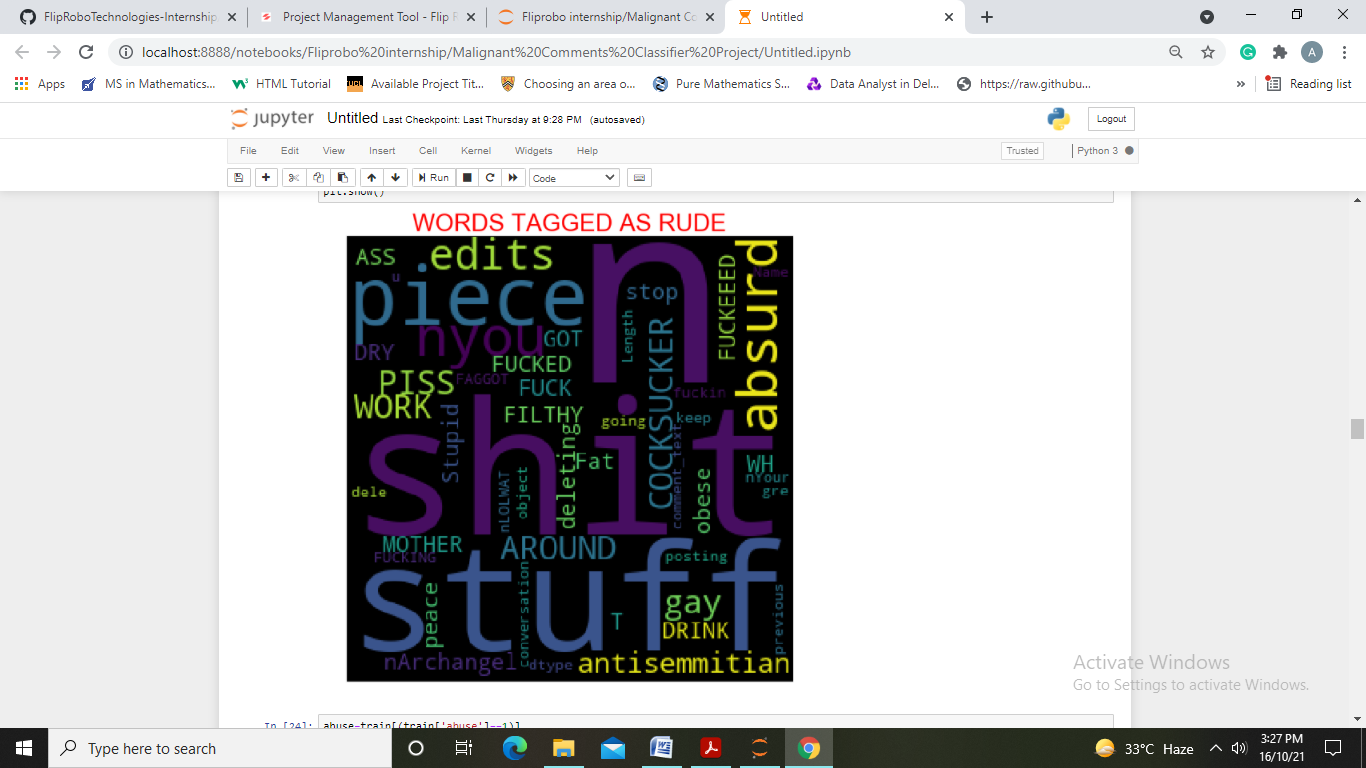 FlipRoboTechnologies-Internship
Project Management Tool - Flip R
Fliprobo internship/Malignant Co
Untitled
localhost:8888/notebooks/Fliprobo%20internship/Malignant%20Comments%20Classifier%20Project/Untitled.ipynb
A
Apps
MS in Mathematics...
HTML Tutorial
Available Project Tit...
Choosing an area o...
Pure Mathematics S...
Data Analyst in Del...
https://raw.githubu...
»
Reading list
jupyter Untitled Last Checkpoint: Last Thursday at 9:28 PM (autosaved)
Logout
File Edit View Insert Cell Kernel Widgets Help
Trusted
Python 3
Run
Code
plt.show()
WORDS TAGGED AS RUDE
ASS
edits
n
absurd
Name
u
piece
stop
FUCKEEEED
nyou
GOT
Length
COCKSUCKER
DRY
FUCKED
PISS
FAGGOT
FUCK
fuckin
WORK
Stupid
FILTHY
going
keep
shit
deleting
Fat
comment_text
WH
nYour
dele
gre
nLOLWAT
object
obese
MOTHER
AROUND
FUCKING
posting
stuff
peace
conversation
T
gay
DRINK
previous
nArchangel
dtype
antisemmitian
In [24]:
abuse=train[(train['abuse']==1)]
Activate Windows
Go to Settings to activate Windows.
Type here to search
33°C Haze
3:27 PM
16/10/21